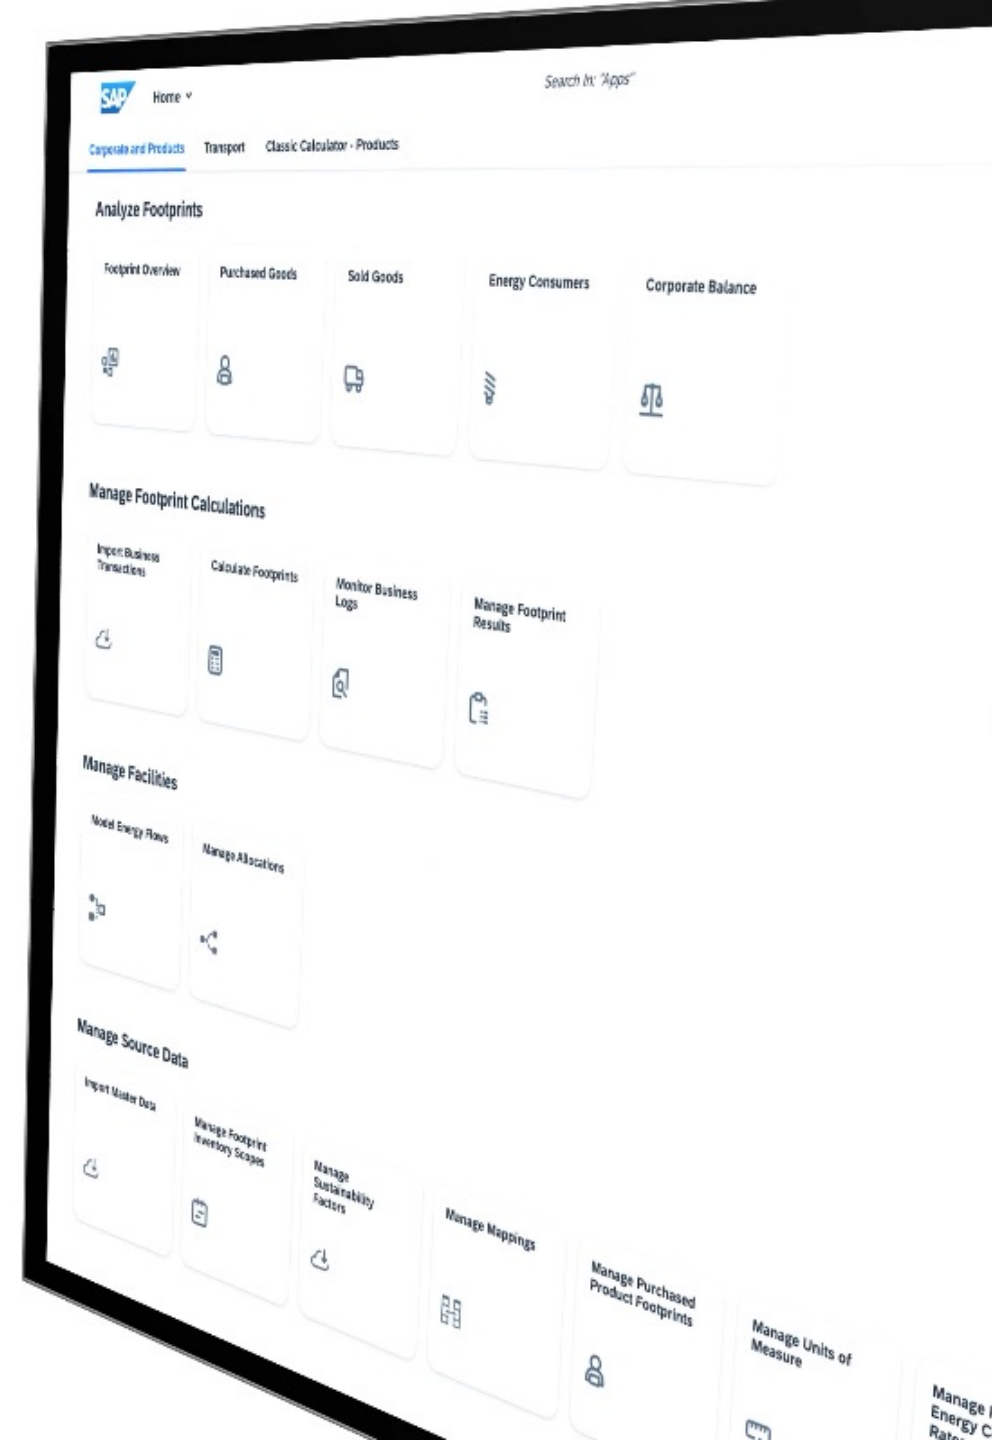 SAP Home
Search In: "Apps"
Corporate and Products Transport Classic Calculator - Products
Analyze Footprints
Footprint Overview
Purchased Goods
Sold Goods
Energy Consumers
Corporate Balance
Manage Footprint Calculations
Import Business
Transactions
Calculate Footprints
Monitor Business
Logs
Manage Footprint
Results
Manage Facilities
Model Energy Flows
Manage Allocations
Manage Source Data
Import Master Data
Manage Footprint
Inventory Scopes
Manage
Sustainability
Factors
Manage Mappings
Manage Purchased
Product Footprints
Manage Units of
Measure
Manage
Energy